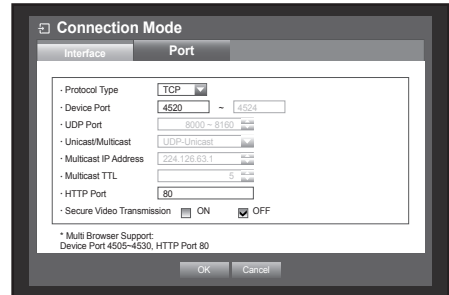 Connection Mode
Interface Port
· Protocol Type TCP
· Device Port 4520 ~ 4524
· UDP Port 8000 ~ 8160
· Unicast/Multicast UDP-Unicast
· Multicast IP Address 224.126.63.1
· Multicast TTL 5
· HTTP Port 80
· Secure Video Transmission ON OFF
* Multi Browser Support:
Device Port 4505~4530, HTTP Port 80
OK Cancel